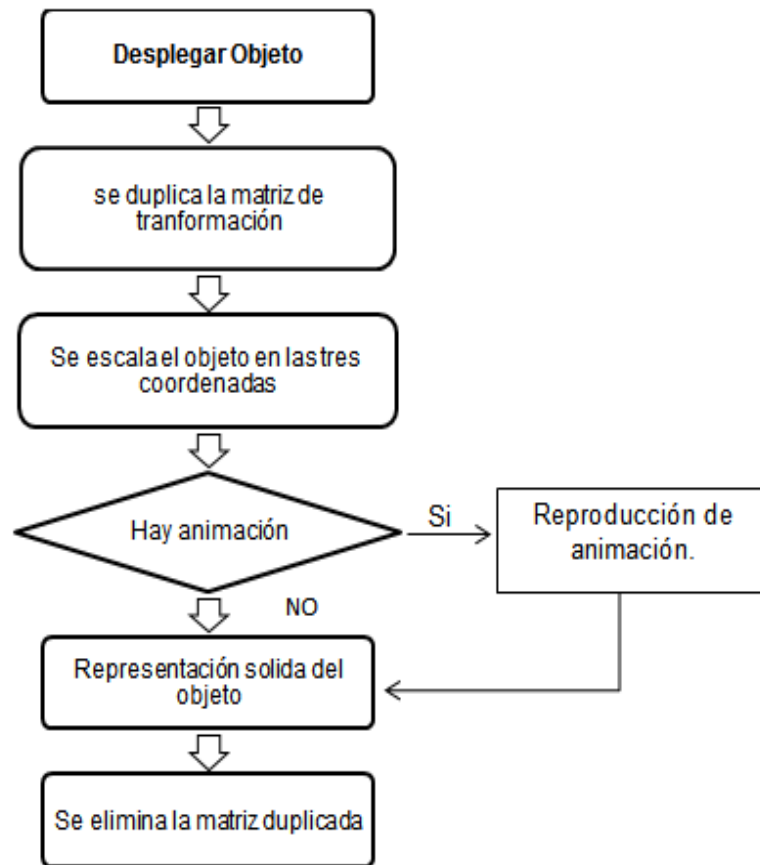 Desplegar Objeto
se duplica la matriz de
tranformación
Se escala el objeto en las tres
coordenadas
Hay animación
Si
Reproducción de
animación.
NO
Representación solida del
objeto
Se elimina la matriz duplicada